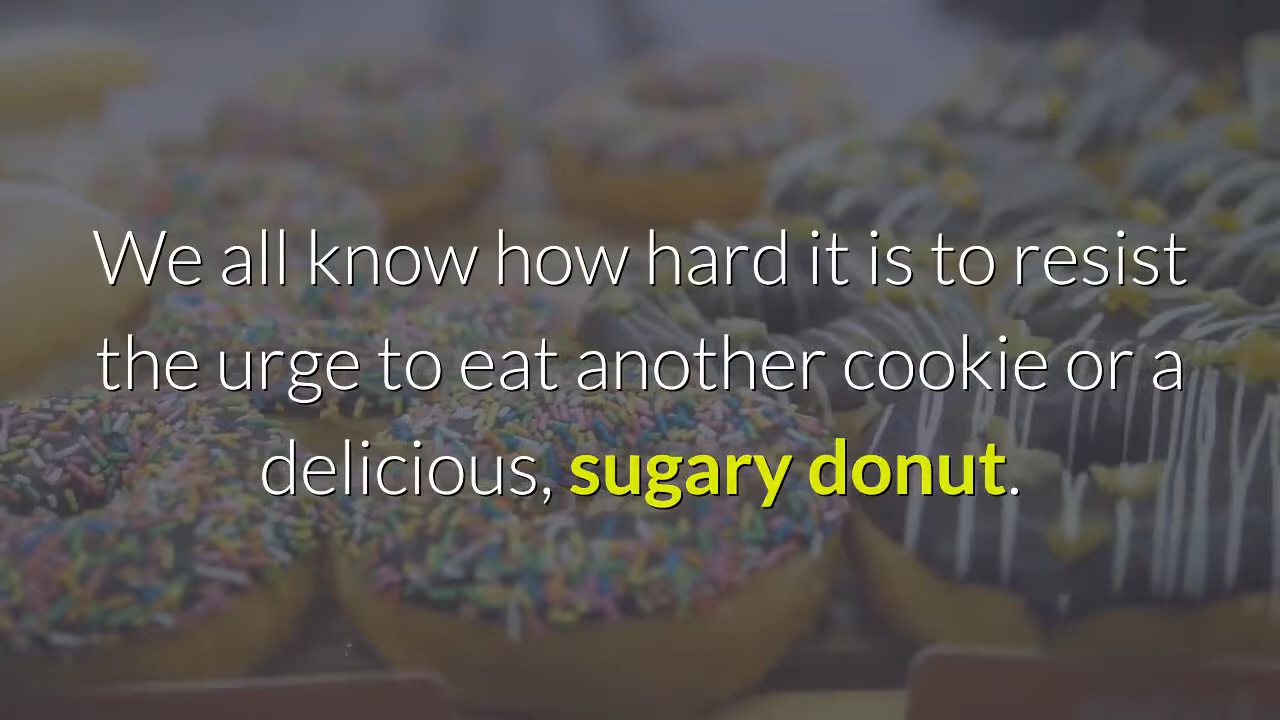 We all know how hard it is to resist
the urge to eat another cookie or a
delicious, sugary donut.